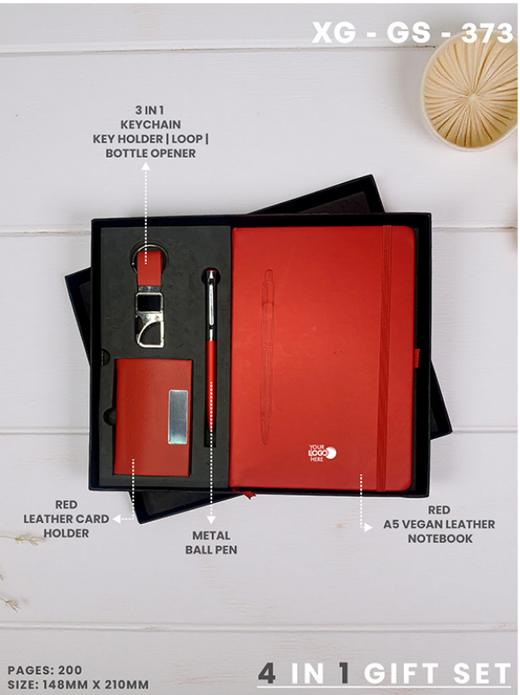 XG - GS - 373
3 IN 1
KEYCHAIN
KEY HOLDER | LOOP |
BOTTLE OPENER
YOUR
LOGO
HERE
RED
LEATHER CARD
HOLDER
METAL
BALL PEN
RED
A5 VEGAN LEATHER
NOTEBOOK
PAGES: 200
SIZE: 148MM X 210MM
4 IN 1 GIFT SET